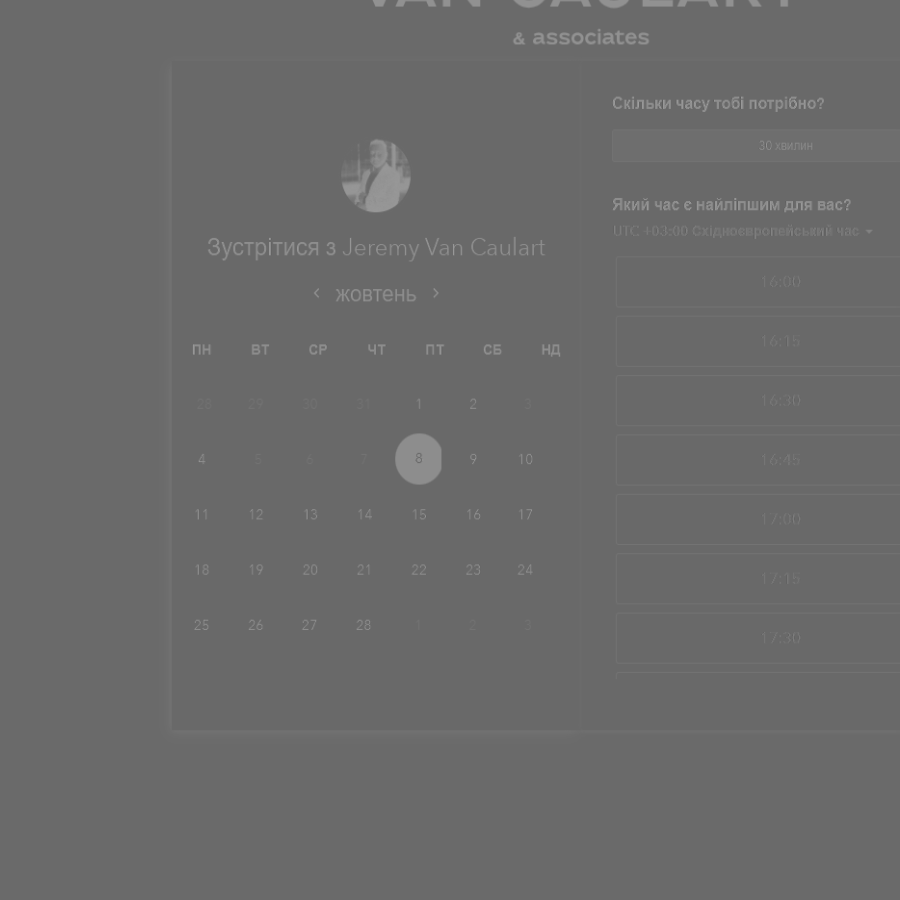 VAN CAULART
& associates
Зустрітися з Jeremy Van Caulart
‹ жовтень ›
ПН ВТ СР ЧТ ПТ СБ НД
28 29 30 31 1 2 3
4 5 6 7 8 9 10
11 12 13 14 15 16 17
18 19 20 21 22 23 24
25 26 27 28 1 2 3
Скільки часу тобі потрібно?
30 хвилин
Який час є найліпшим для вас?
UTC +03:00 Східноєвропейський час
16:00
16:15
16:30
16:45
17:00
17:15
17:30